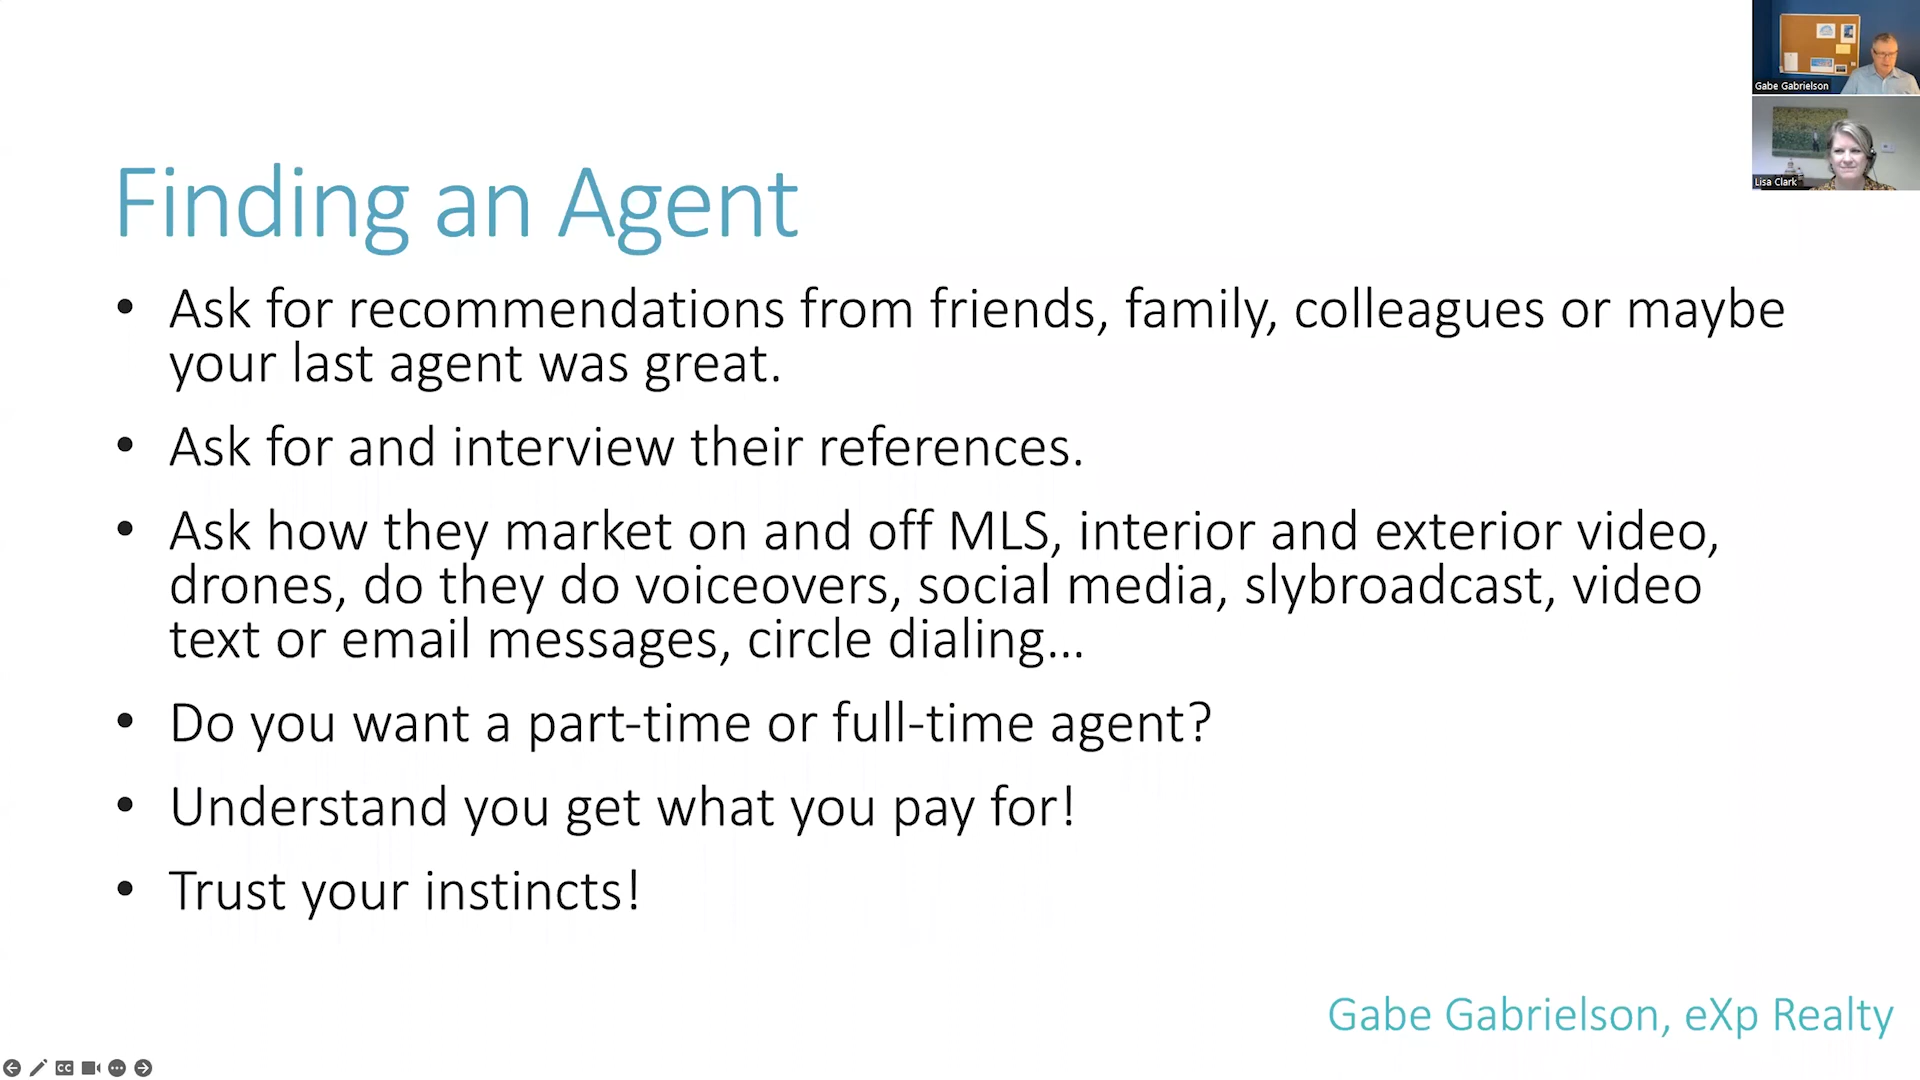 Gabe Gabrielson
Lisa Clark
Finding an Agent
• Ask for recommendations from friends, family, colleagues or maybe
your last agent was great.
• Ask for and interview their references.
• Ask how they market on and off MLS, interior and exterior video,
drones, do they do voiceovers, social media, slybroadcast, video
text or email messages, circle dialing...
• Do you want a part-time or full-time agent?
• Understand you get what you pay for!
• Trust your instincts!
Gabe Gabrielson, eXp Realty
CC